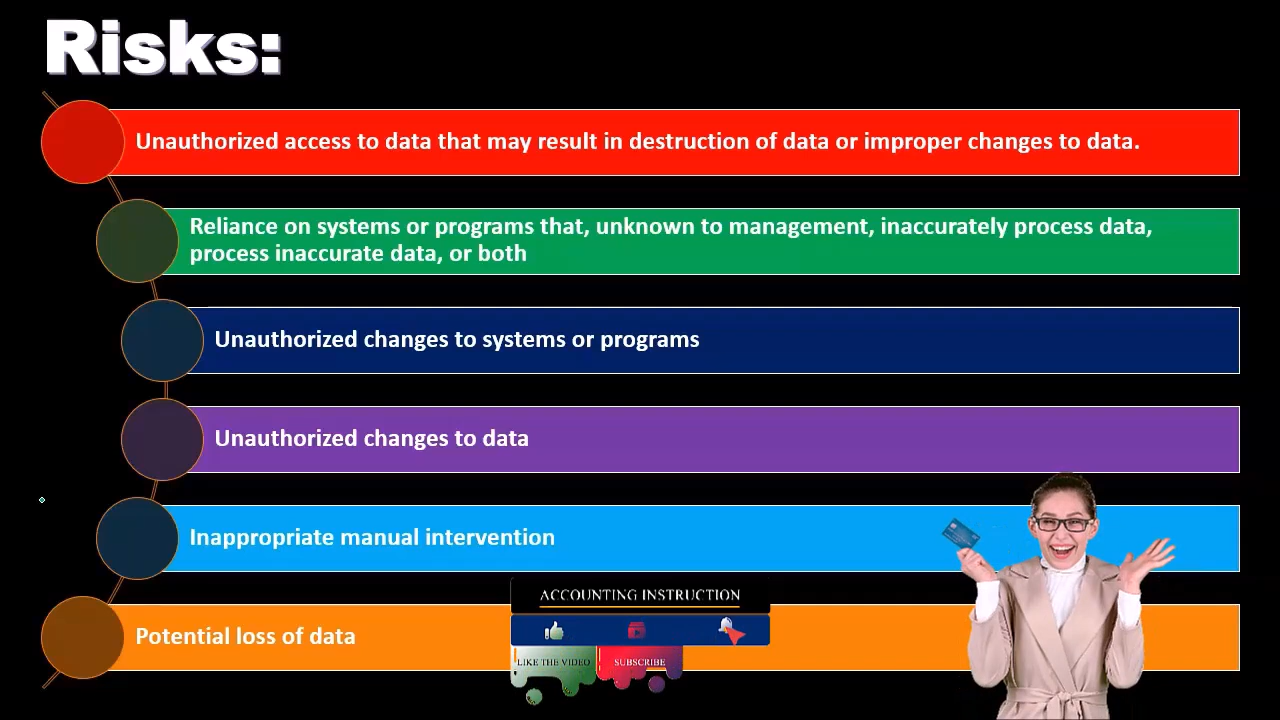 Risks:
Unauthorized access to data that may result in destruction of data or improper changes to data.
Reliance on systems or programs that, unknown to management, inaccurately process data,
process inaccurate data, or both
Unauthorized changes to systems or programs
Unauthorized changes to data
Inappropriate manual intervention
Potential loss of data
ACCOUNTING INSTRUCTION
LIKE THE VIDEO
SUBSCRIBE